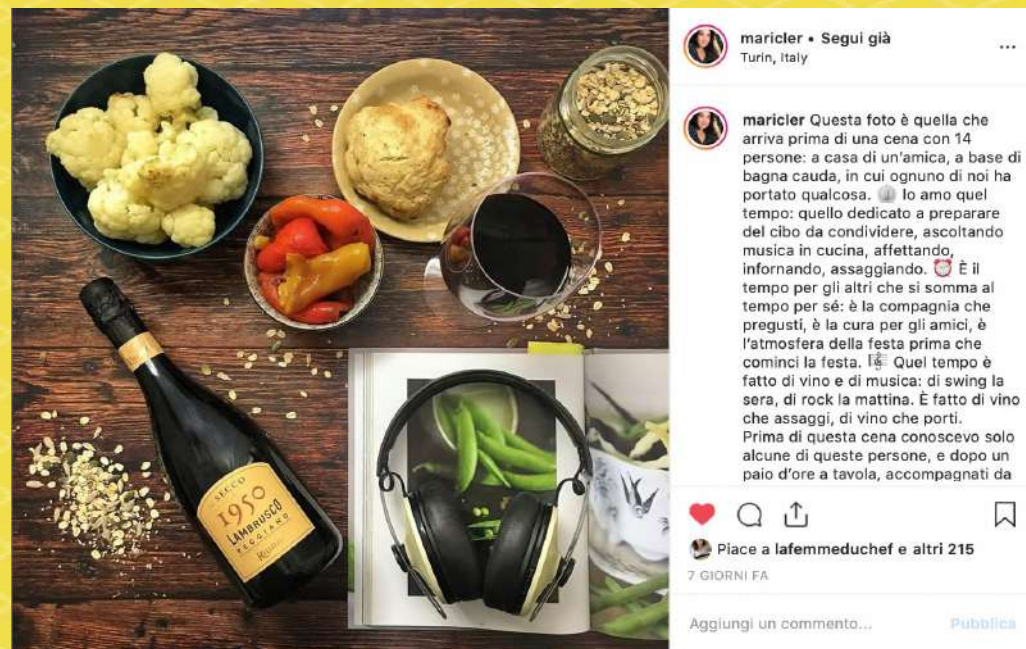 maricler • Segui già
Turin, Italy
...
maricler Questa foto è quella che
arriva prima di una cena con 14
persone: a casa di un'amica, a base di
bagna cauda, in cui ognuno di noi ha
portato qualcosa. Io amo quel
tempo: quello dedicato a preparare
del cibo da condividere, ascoltando
musica in cucina, affettando,
infornando, assaggiando. ⏰ È il
tempo per gli altri che si somma al
tempo per sé: è la compagnia che
pregusti, è la cura per gli amici, è
l'atmosfera della festa prima che
cominci la festa. 🎼 Quel tempo è
fatto di vino e di musica: di swing la
sera, di rock la mattina. È fatto di vino
che assaggi, di vino che porti.
Prima di questa cena conoscevo solo
alcune di queste persone, e dopo un
paio d'ore a tavola, accompagnati da
Piace a lafemmeduchef e altri 215
7 GIORNI FA
Aggiungi un commento... Pubblica
SECCO
1950
LAMBRUSCO
REGGIANO